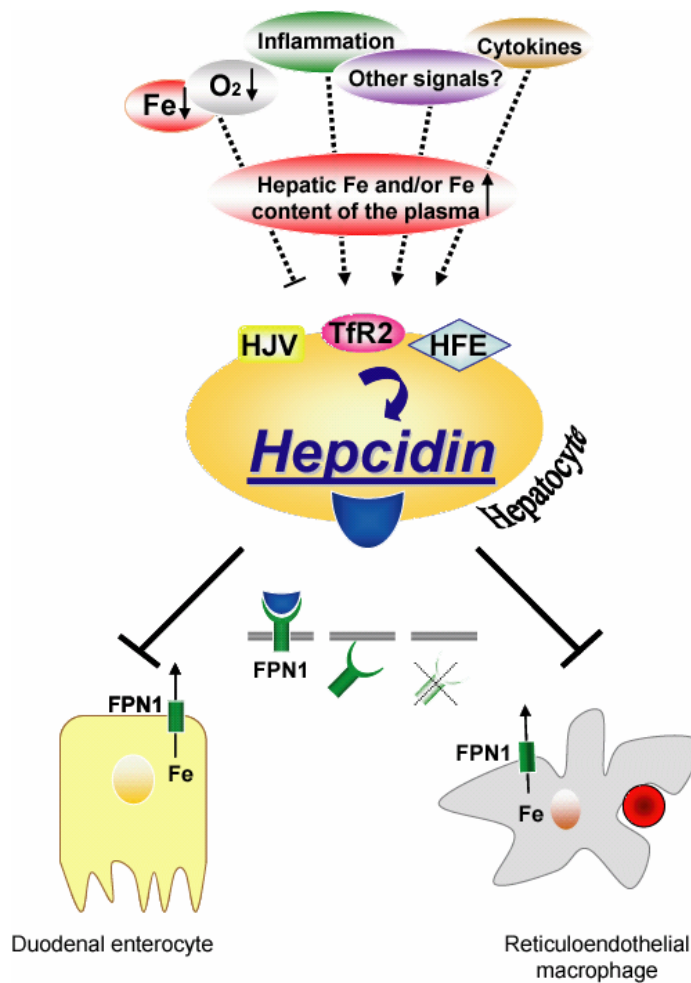 Inflammation
Cytokines
Other signals?
O2
Fe
Hepatic Fe and/or Fe
content of the plasma
HJV
TfR2
HFE
Hepcidin
Hepatocyte
FPN1
FPN1
Fe
FPN1
Fe
Duodenal enterocyte
Reticuloendothelial
macrophage